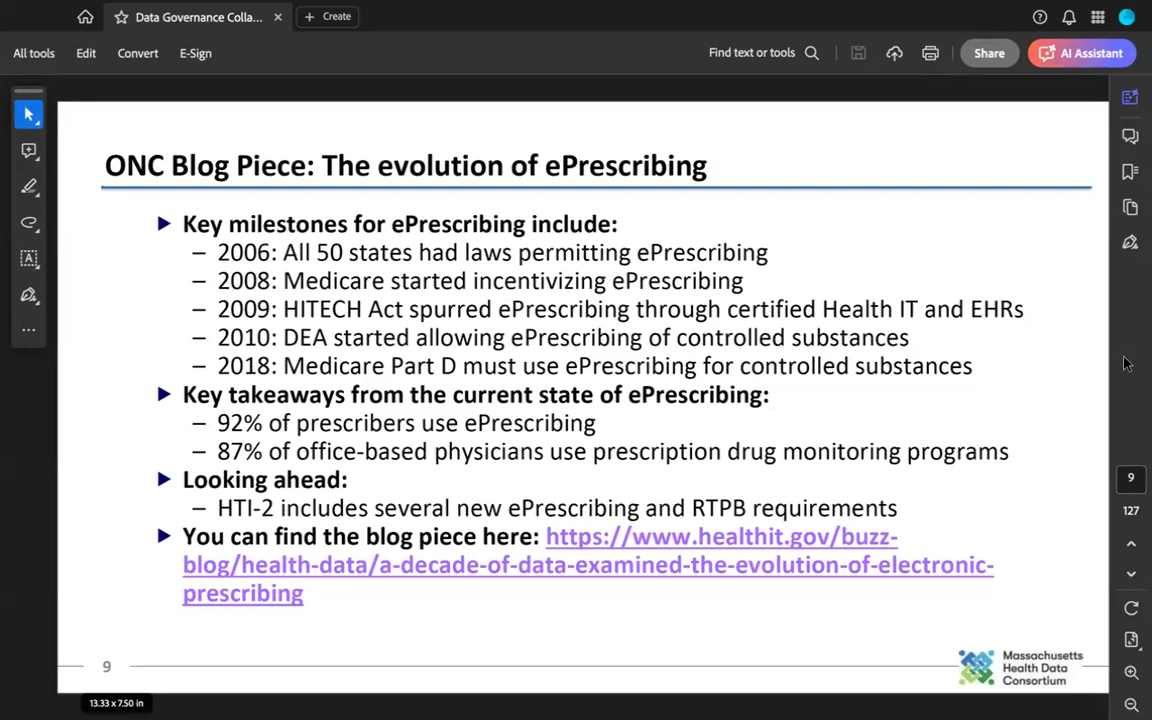 Data Governance Colla...
Create
All tools
Edit
Convert
E-Sign
Find text or tools
Share
AI Assistant
ONC Blog Piece: The evolution of ePrescribing
Key milestones for ePrescribing include:
– 2006: All 50 states had laws permitting ePrescribing
– 2008: Medicare started incentivizing ePrescribing
– 2009: HITECH Act spurred ePrescribing through certified Health IT and EHRs
– 2010: DEA started allowing ePrescribing of controlled substances
– 2018: Medicare Part D must use ePrescribing for controlled substances
Key takeaways from the current state of ePrescribing:
– 92% of prescribers use ePrescribing
– 87% of office-based physicians use prescription drug monitoring programs
Looking ahead:
– HTI-2 includes several new ePrescribing and RTPB requirements
You can find the blog piece here: https://www.healthit.gov/buzz-
blog/health-data/a-decade-of-data-examined-the-evolution-of-electronic-
prescribing
9
127
9
Massachusetts
Health Data
Consortium
13.33 x 7.50 in